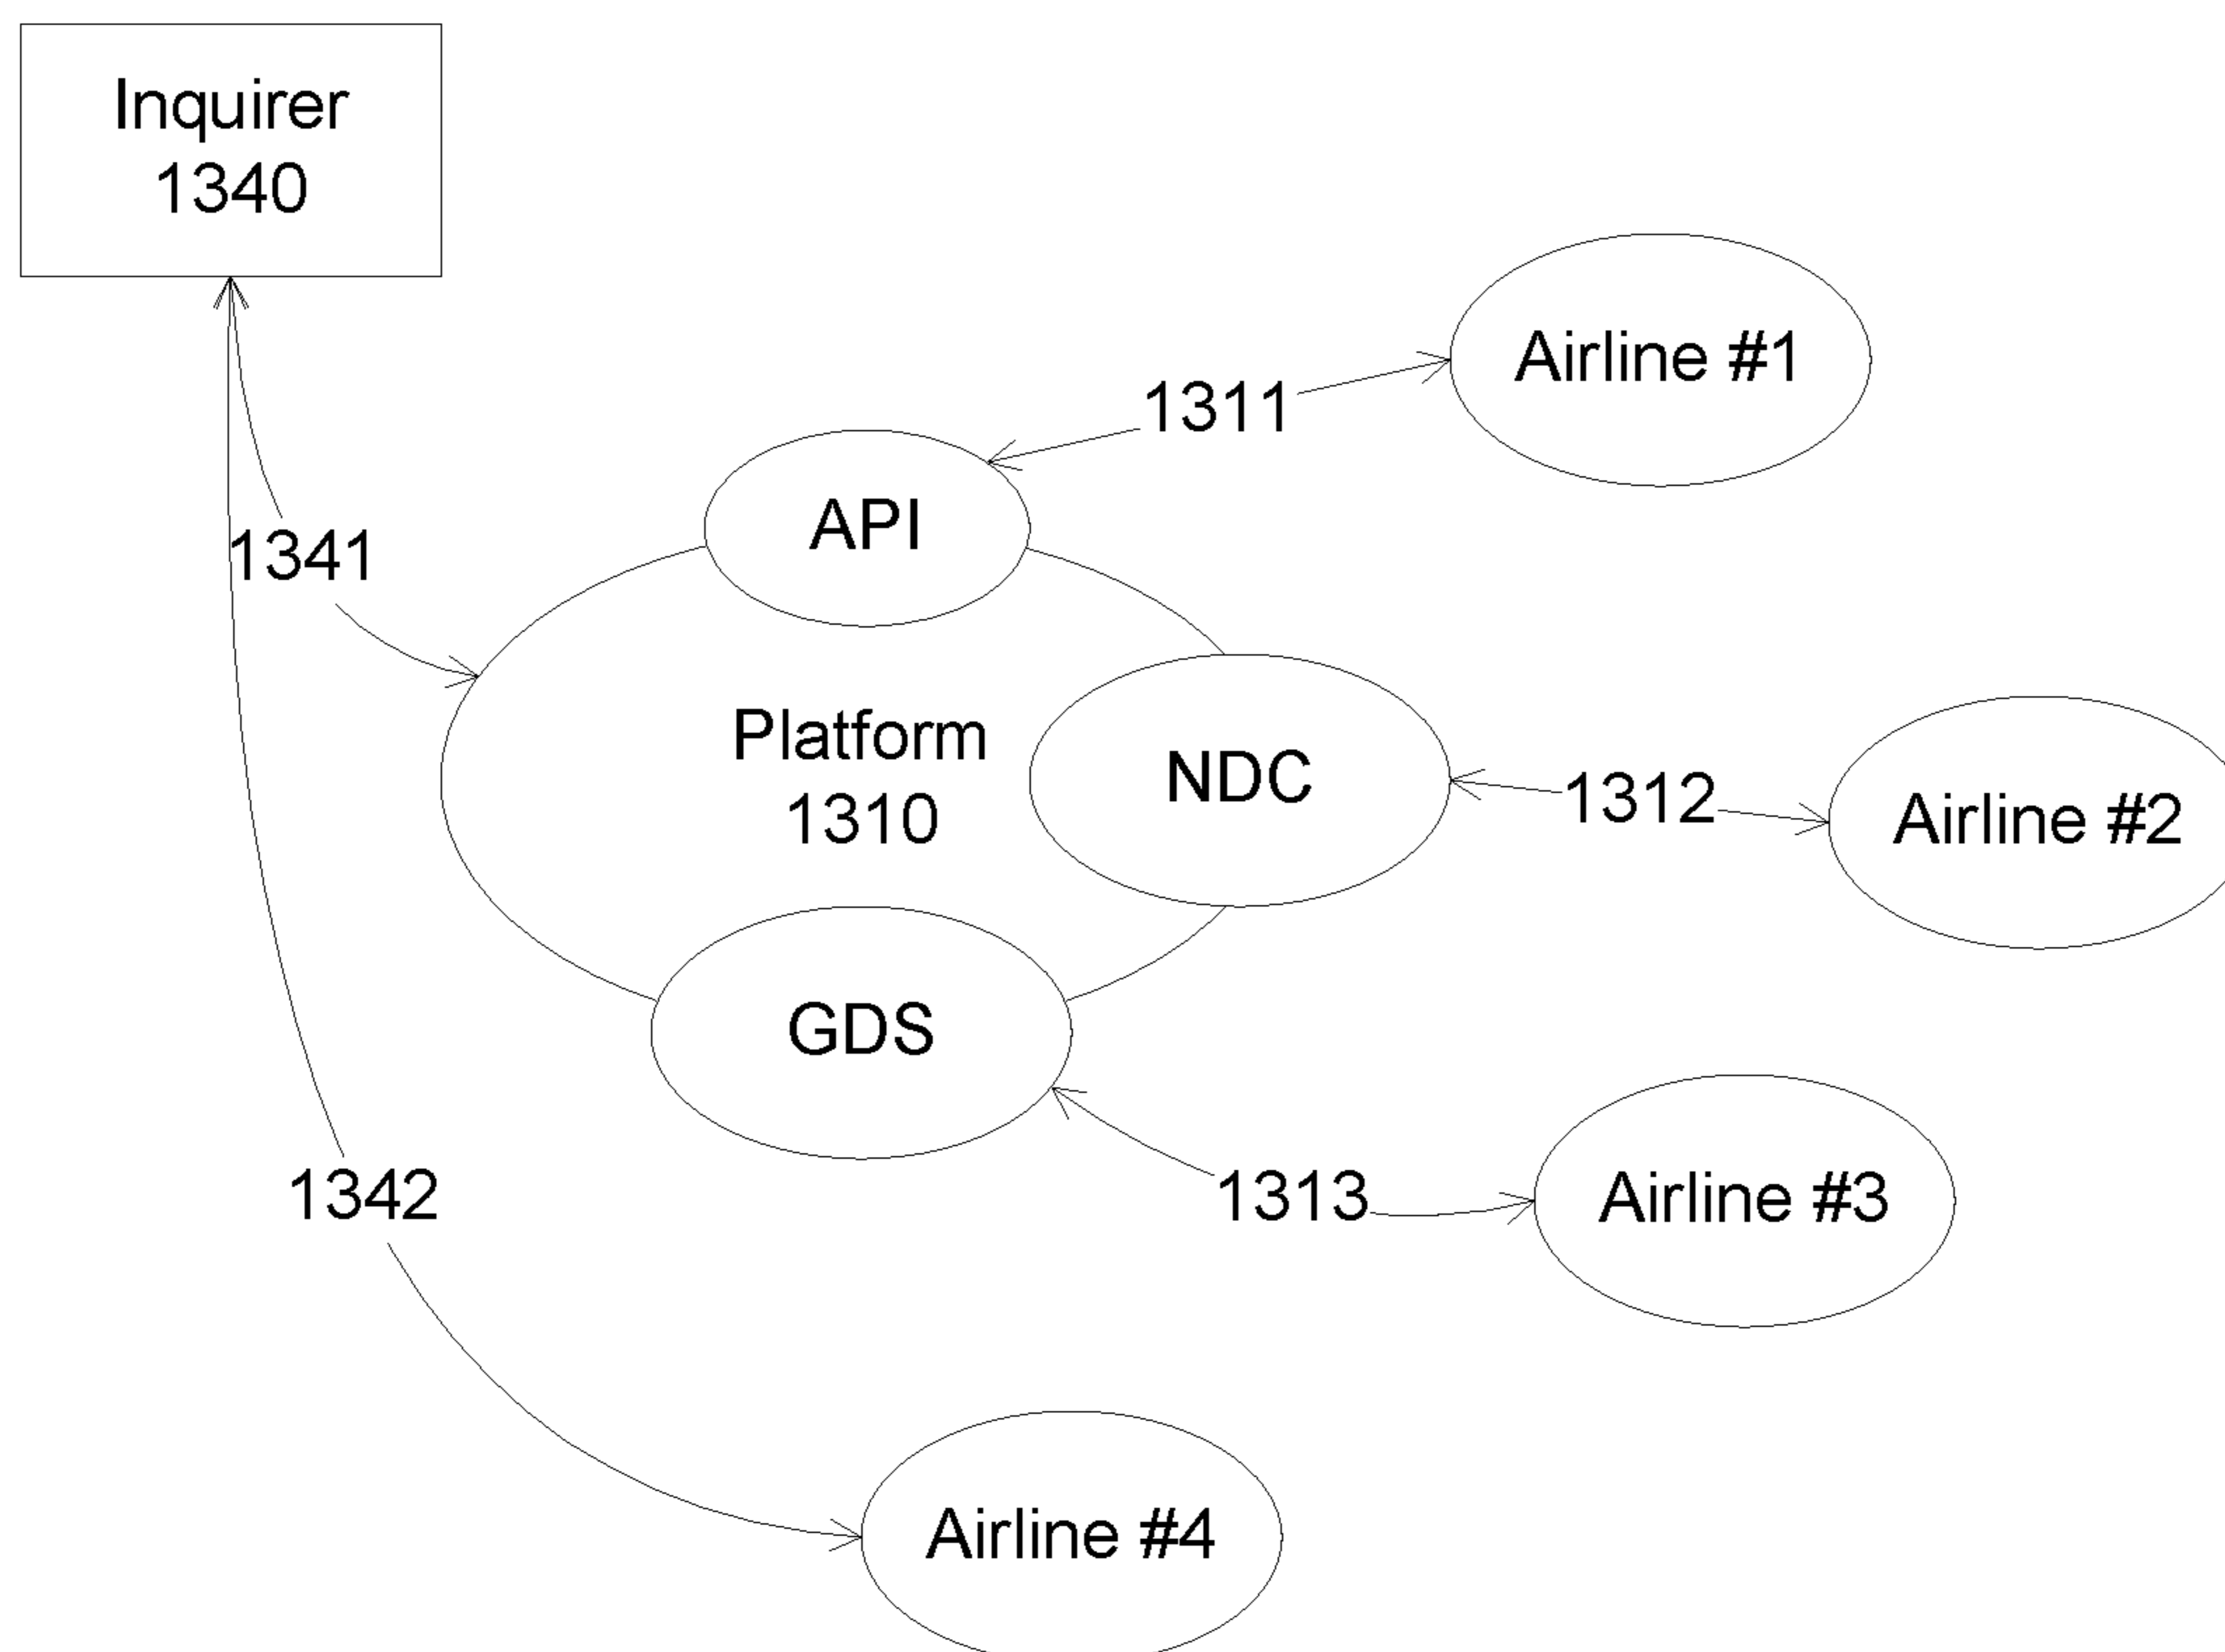 Inquirer
1340
Airline #1
1311
API
1341
Platform
1310
NDC
1312
Airline #2
GDS
1313
Airline #3
1342
Airline #4